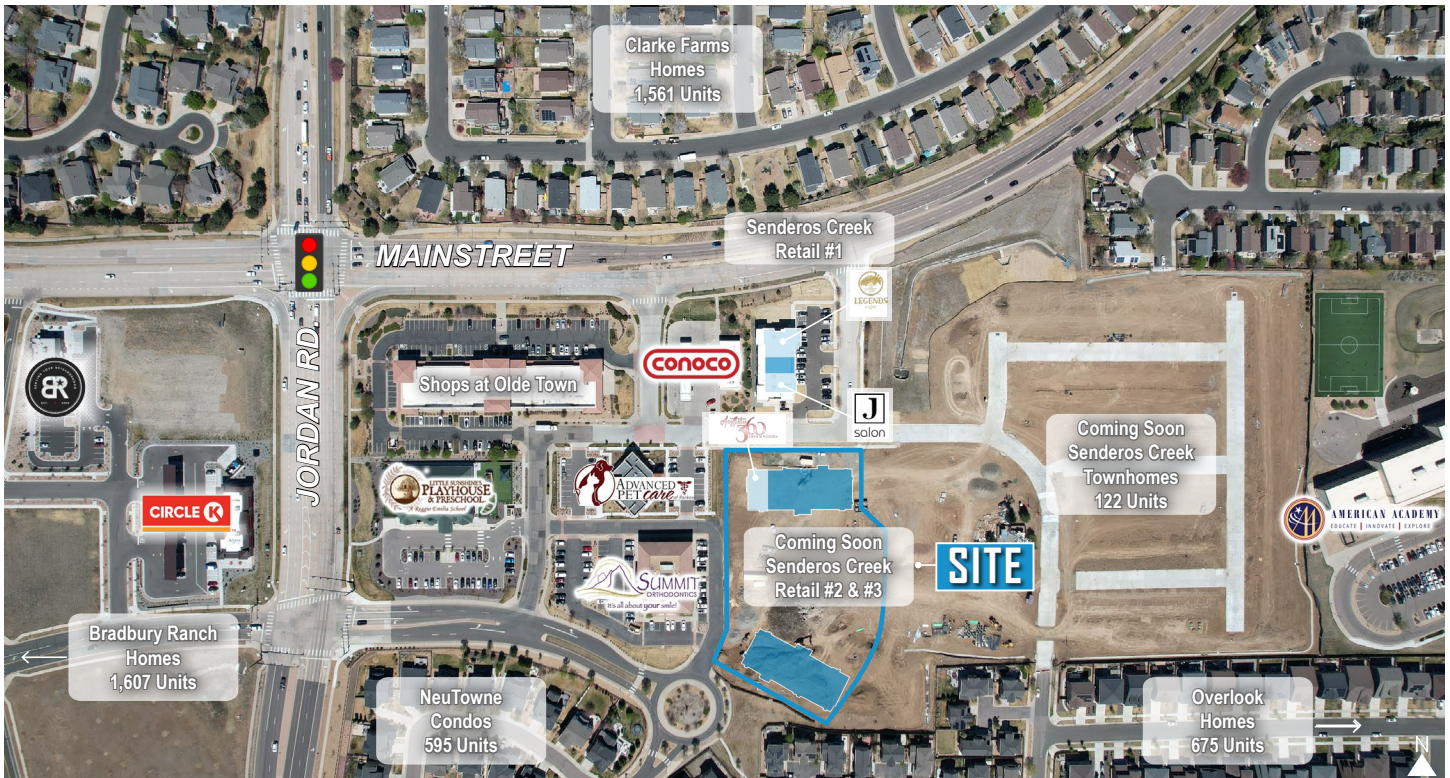 Clarke Farms
Homes
1,561 Units
Senderos Creek
Retail #1
MAINSTREET
LEGENDS
BR
JORDAN RD.
Shops at Olde Town
CONOCO
J
salon
360
Coming Soon
Senderos Creek
Townhomes
122 Units
LITTLE SUNSHINE'S
PLAYHOUSE
& PRESCHOOL
A Reggio Emilia School
ADVANCED
PET care
CIRCLE K
AMERICAN ACADEMY
EDUCATE | INNOVATE | EXPLORE
Coming Soon
Senderos Creek
Retail #2 & #3
SITE
SUMMIT
ORTHODONTICS
It's all about your smile!
Bradbury Ranch
Homes
1,607 Units
NeuTowne
Condos
595 Units
Overlook
Homes
675 Units
N